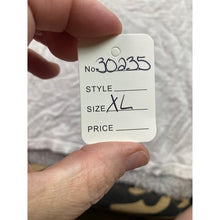 No. 30235
STYLE
SIZE XL
PRICE